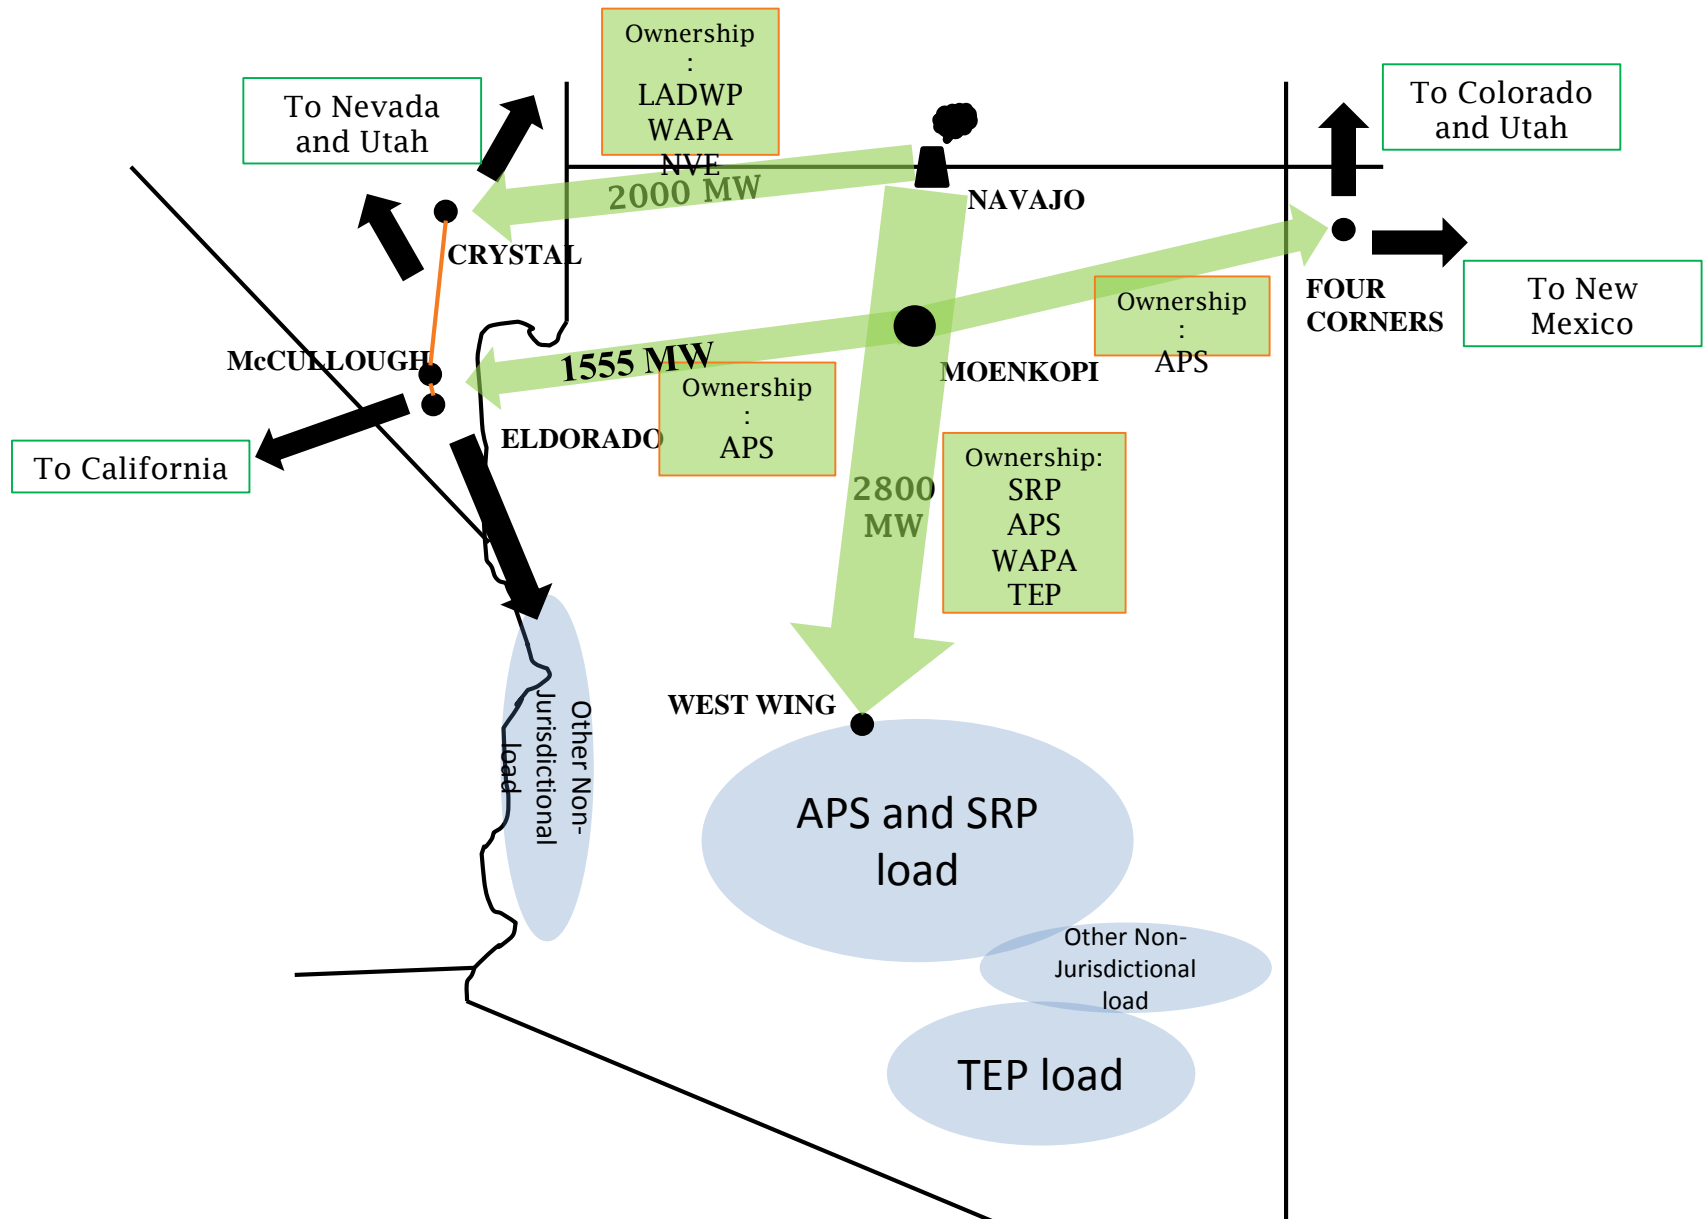 Ownership
:
LADWP
WAPA
NVE
To Nevada
and Utah
To Colorado
and Utah
2000 MW
NAVAJO
CRYSTAL
FOUR
CORNERS
To New
Mexico
Ownership
:
APS
McCULLOUGH
1555 MW
MOENKOPI
Ownership
:
APS
ELDORADO
To California
Ownership:
SRP
APS
WAPA
TEP
2800
MW
WEST WING
Other Non-
Jurisdictional
load
APS and SRP
load
Other Non-
Jurisdictional
load
TEP load